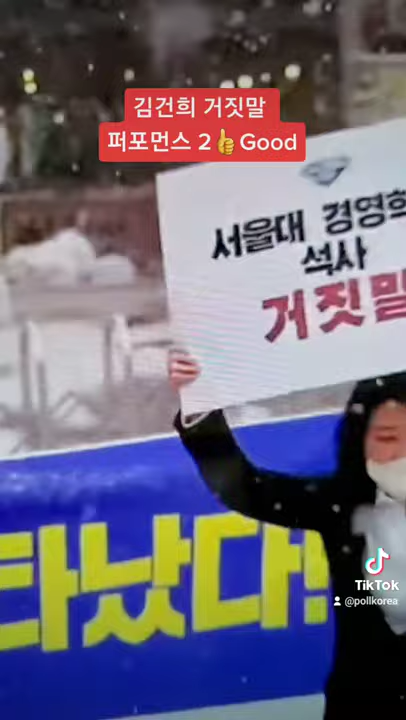 김건희 거짓말
퍼포먼스 2👍Good
서울대 경영학
석사
거짓말
타났다!
TikTok
@pollkorea